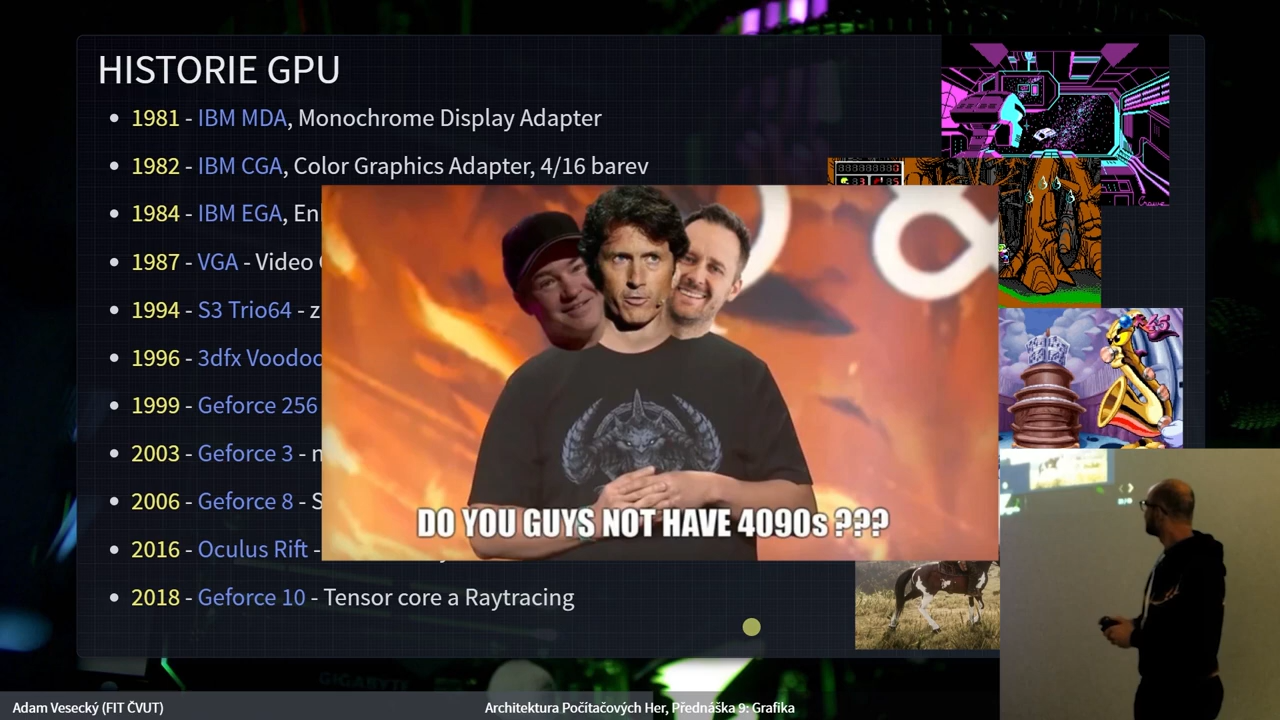 HISTORIE GPU
1981 - IBM MDA, Monochrome Display Adapter
1982 - IBM CGA, Color Graphics Adapter, 4/16 barev
1984 - IBM EGA, En
1987 - VGA - Video
1994 - S3 Trio64 - z
1996 - 3dfx Voodoo
1999 - Geforce 256
2003 - Geforce 3 -
2006 - Geforce 8 - S
2016 - Oculus Rift -
2018 - Geforce 10 - Tensor core a Raytracing
DO YOU GUYS NOT HAVE 4090s ???
GIGABYTE
Adam Vesecký (FIT ČVUT)
Architektura Počítačových Her, Přednáška 9: Grafika